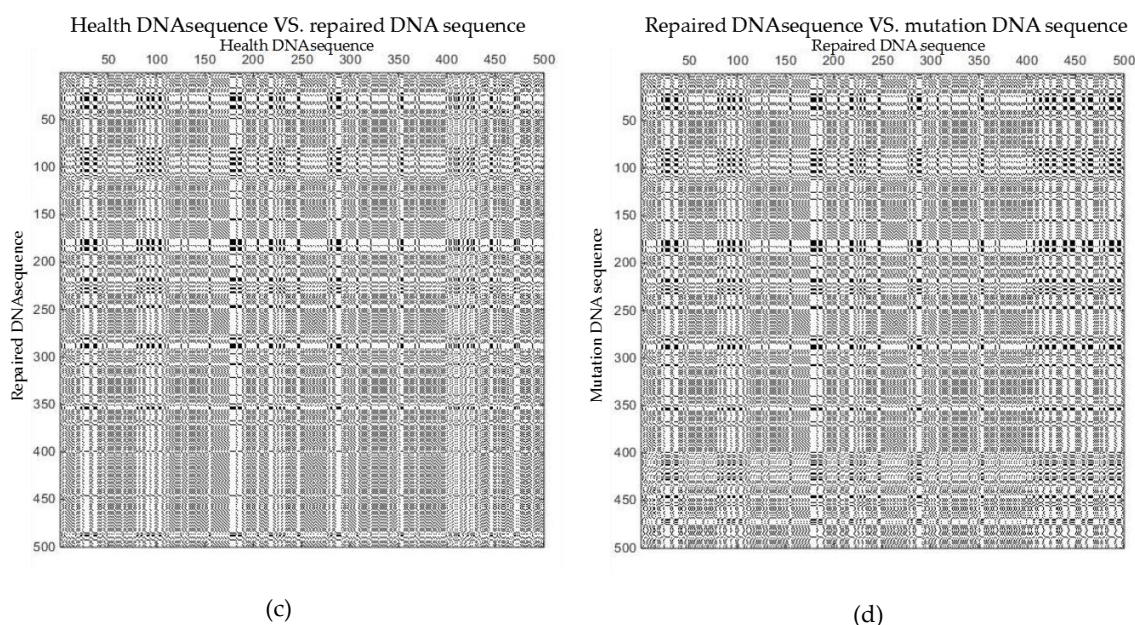 Health DNAsequence VS. repaired DNA sequence
Health DNAsequence
50 100 150 200 250 300 350 400 450 500
50
100
150
200
250
300
350
400
450
500
Repaired DNAsequence
(c)
Repaired DNAsequence VS. mutation DNA sequence
Repaired DNA sequence
50 100 150 200 250 300 350 400 450 500
50
100
150
200
250
300
350
400
450
500
Mutation DNA sequence
(d)